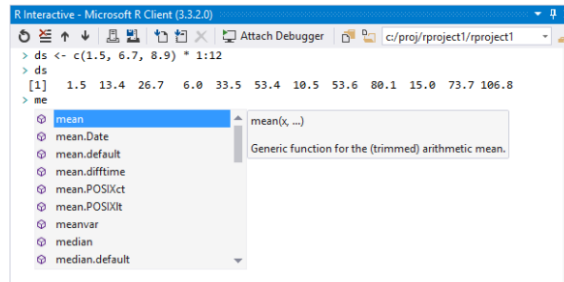 R Interactive - Microsoft R Client (3.3.2.0)
Attach Debugger c:/proj/rproject1/rproject1
> ds <- c(1.5, 6.7, 8.9) * 1:12
> ds
[1] 1.5 13.4 26.7 6.0 33.5 53.4 10.5 53.6 80.1 15.0 73.7 106.8
> me
mean
mean.Date
mean.default
mean.difftime
mean.POSIXct
mean.POSIXlt
meanvar
median
median.default
mean(x, ...)
Generic function for the (trimmed) arithmetic mean.